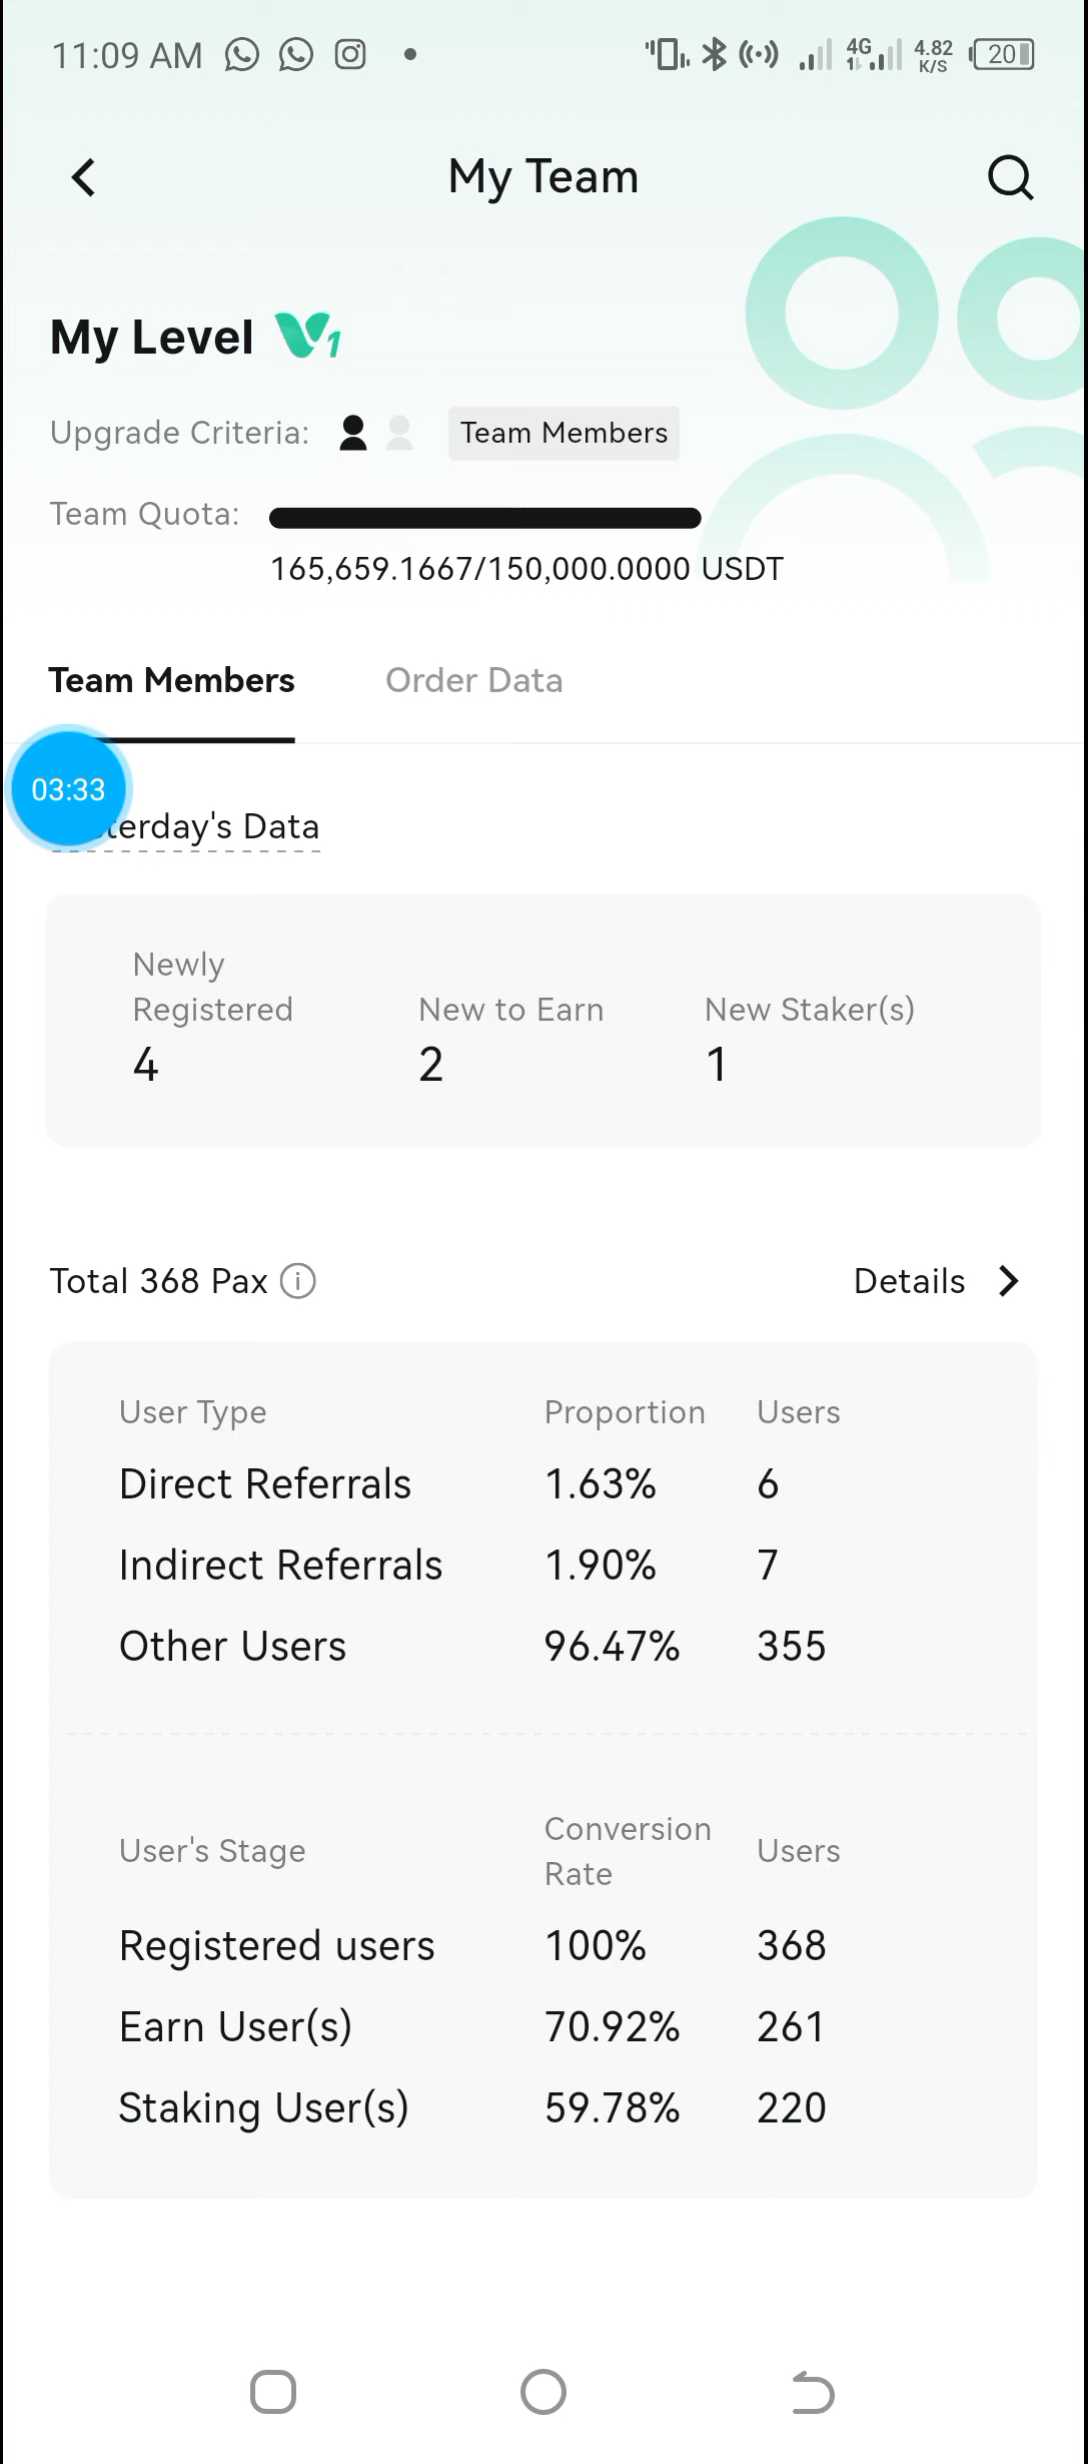 11:09 AM
4G
4.82
K/S
20
My Team
My Level V1
Upgrade Criteria: Team Members
Team Quota:
165,659.1667/150,000.0000 USDT
Team Members Order Data
03:33
terday's Data
Newly
Registered New to Earn New Staker(s)
4 2 1
Total 368 Pax Details
User Type Proportion Users
Direct Referrals 1.63% 6
Indirect Referrals 1.90% 7
Other Users 96.47% 355
Conversion
User's Stage Rate Users
Registered users 100% 368
Earn User(s) 70.92% 261
Staking User(s) 59.78% 220